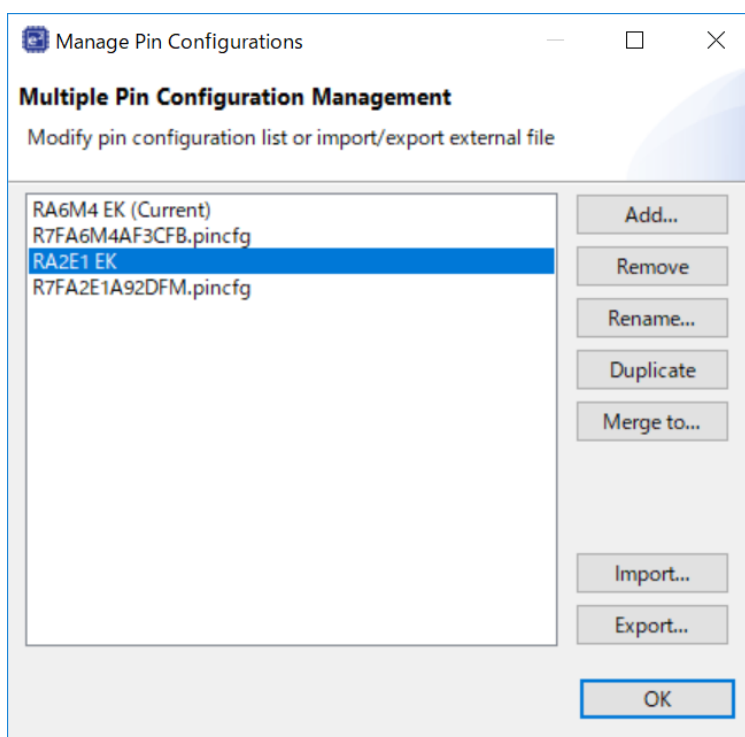 Manage Pin Configurations
Multiple Pin Configuration Management
Modify pin configuration list or import/export external file
RA6M4 EK (Current)
R7FA6M4AF3CFB.pincfg
RA2E1 EK
R7FA2E1A92DFM.pincfg
Add...
Remove
Rename...
Duplicate
Merge to...
Import...
Export...
OK